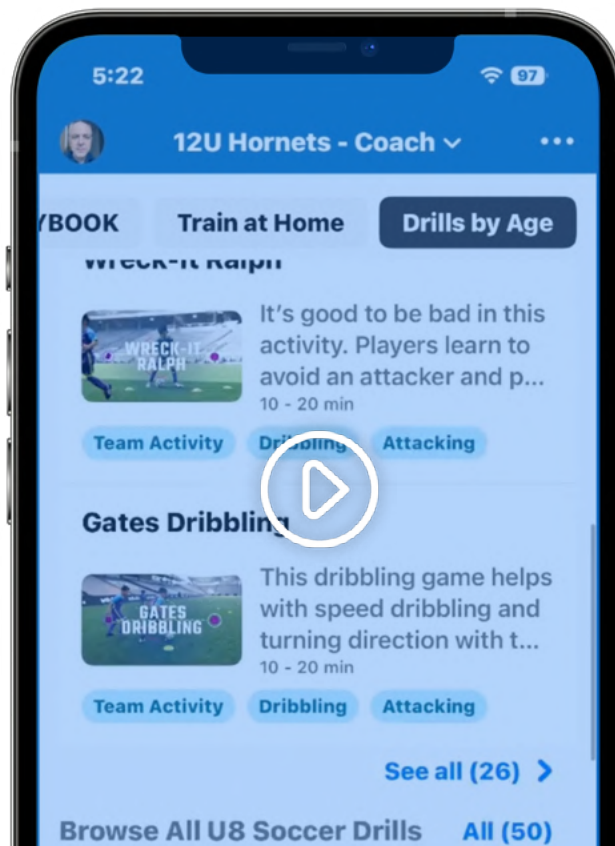 5:22
97
12U Hornets - Coach
YBOOK
Train at Home
Drills by Age
Wreck-It Ralph
WRECK-IT
RALPH
It's good to be bad in this
activity. Players learn to
avoid an attacker and p...
10 - 20 min
Team Activity
Dribbling
Attacking
Gates Dribbling
GATES
DRIBBLING
This dribbling game helps
with speed dribbling and
turning direction with t...
10 - 20 min
Team Activity
Dribbling
Attacking
See all (26)
Browse All U8 Soccer Drills
All (50)